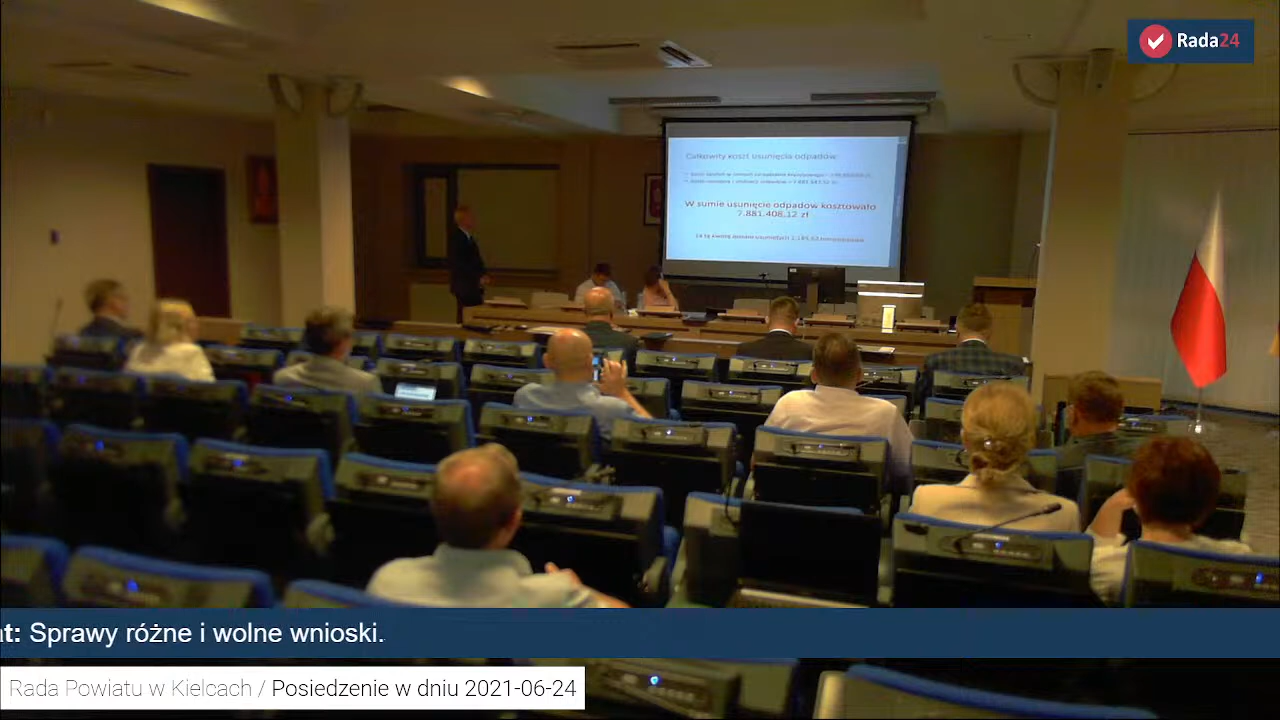 Rada24
Całkowity koszt usunięcia odpadów:
W sumie usunięcie odpadów kosztowało
7.881.408,12 zł
at: Sprawy różne i wolne wnioski.
Rada Powiatu w Kielcach / Posiedzenie w dniu 2021-06-24